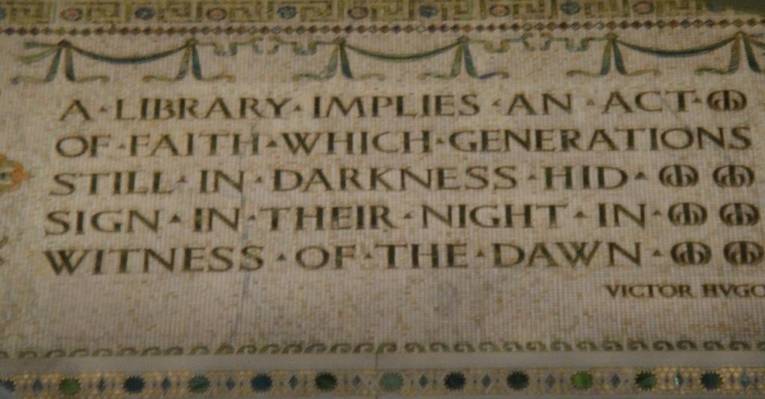 A·LIBRARY·IMPLIES·AN·ACT·
OF·FAITH·WHICH·GENERATIONS
STILL·IN·DARKNESS·HID·
SIGN·IN·THEIR·NIGHT·IN·
WITNESS·OF·THE·DAWN·
VICTOR HVGO